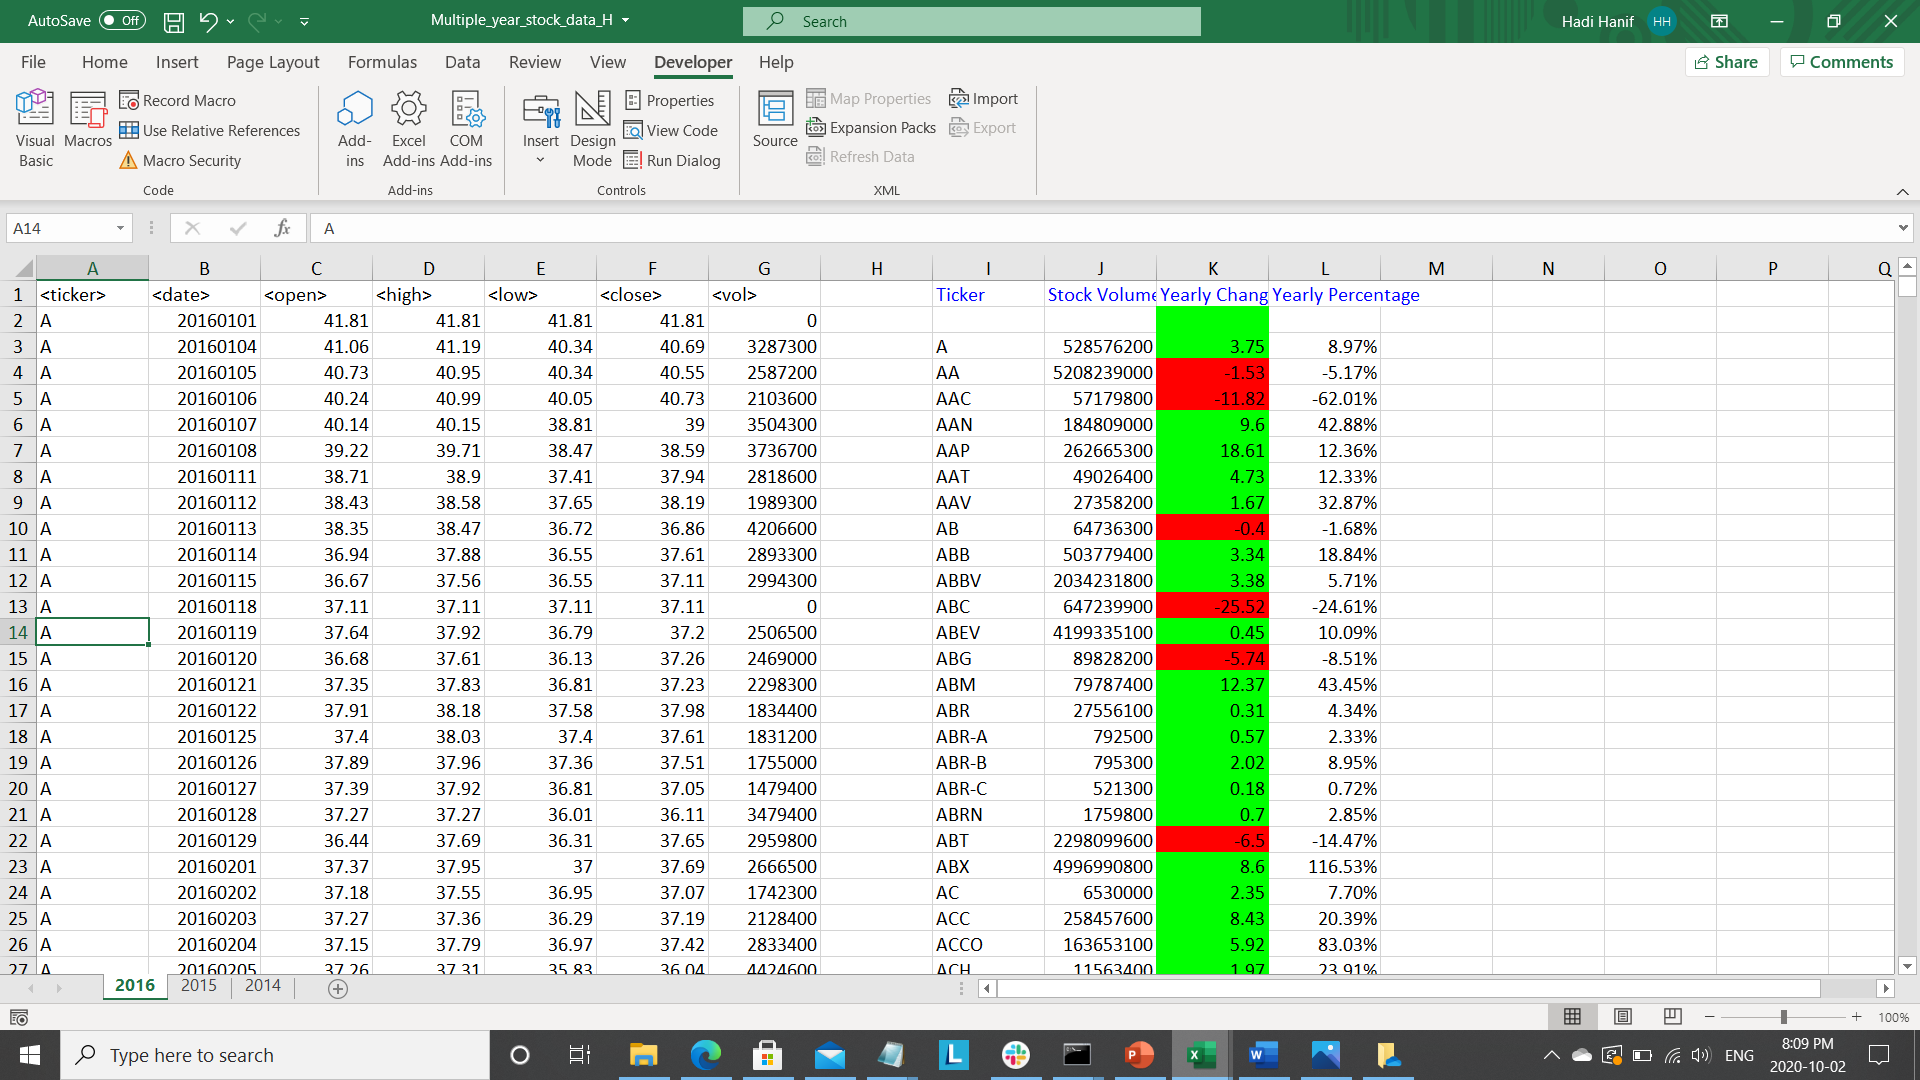 AutoSave Off Multiple_year_stock_data_H Search Hadi Hanif HH
File Home Insert Page Layout Formulas Data Review View Developer Help Share Comments
Visual Basic
Macros
Record Macro
Use Relative References
Macro Security
Code
Add-ins
Excel Add-ins
COM Add-ins
Add-ins
Insert
Design Mode
Properties
View Code
Run Dialog
Controls
Source
Map Properties
Expansion Packs
Refresh Data
Import
Export
XML
A14 fx A
A B C D E F G H I J K L M N O P Q
1 <ticker> <date> <open> <high> <low> <close> <vol> Ticker Stock Volume Yearly Chang Yearly Percentage
2 A 20160101 41.81 41.81 41.81 41.81 0
3 A 20160104 41.06 41.19 40.34 40.69 3287300 A 528576200 3.75 8.97%
4 A 20160105 40.73 40.95 40.34 40.55 2587200 AA 5208239000 -1.53 -5.17%
5 A 20160106 40.24 40.99 40.05 40.73 2103600 AAC 57179800 -11.82 -62.01%
6 A 20160107 40.14 40.15 38.81 39 3504300 AAN 184809000 9.6 42.88%
7 A 20160108 39.22 39.71 38.47 38.59 3736700 AAP 262665300 18.61 12.36%
8 A 20160111 38.71 38.9 37.41 37.94 2818600 AAT 49026400 4.73 12.33%
9 A 20160112 38.43 38.58 37.65 38.19 1989300 AAV 27358200 1.67 32.87%
10 A 20160113 38.35 38.47 36.72 36.86 4206600 AB 64736300 -0.4 -1.68%
11 A 20160114 36.94 37.88 36.55 37.61 2893300 ABB 503779400 3.34 18.84%
12 A 20160115 36.67 37.56 36.55 37.11 2994300 ABBV 2034231800 3.38 5.71%
13 A 20160118 37.11 37.11 37.11 37.11 0 ABC 647239900 -25.52 -24.61%
14 A 20160119 37.64 37.92 36.79 37.2 2506500 ABEV 4199335100 0.45 10.09%
15 A 20160120 36.68 37.61 36.13 37.26 2469000 ABG 89828200 -5.74 -8.51%
16 A 20160121 37.35 37.83 36.81 37.23 2298300 ABM 79787400 12.37 43.45%
17 A 20160122 37.91 38.18 37.58 37.98 1834400 ABR 27556100 0.31 4.34%
18 A 20160125 37.4 38.03 37.4 37.61 1831200 ABR-A 792500 0.57 2.33%
19 A 20160126 37.89 37.96 37.36 37.51 1755000 ABR-B 795300 2.02 8.95%
20 A 20160127 37.39 37.92 36.81 37.05 1479400 ABR-C 521300 0.18 0.72%
21 A 20160128 37.27 37.27 36.01 36.11 3479400 ABRN 1759800 0.7 2.85%
22 A 20160129 36.44 37.69 36.31 37.65 2959800 ABT 2298099600 -6.5 -14.47%
23 A 20160201 37.37 37.95 37 37.69 2666500 ABX 4996990800 8.6 116.53%
24 A 20160202 37.18 37.55 36.95 37.07 1742300 AC 6530000 2.35 7.70%
25 A 20160203 37.27 37.36 36.29 37.19 2128400 ACC 258457600 8.43 20.39%
26 A 20160204 37.15 37.79 36.97 37.42 2833400 ACCO 163653100 5.92 83.03%
27 A 20160205 37.26 37.31 35.83 36.04 4424600 ACH 11563400 1.97 23.91%
2016 2015 2014
100%
Type here to search ENG 8:09 PM
2020-10-02